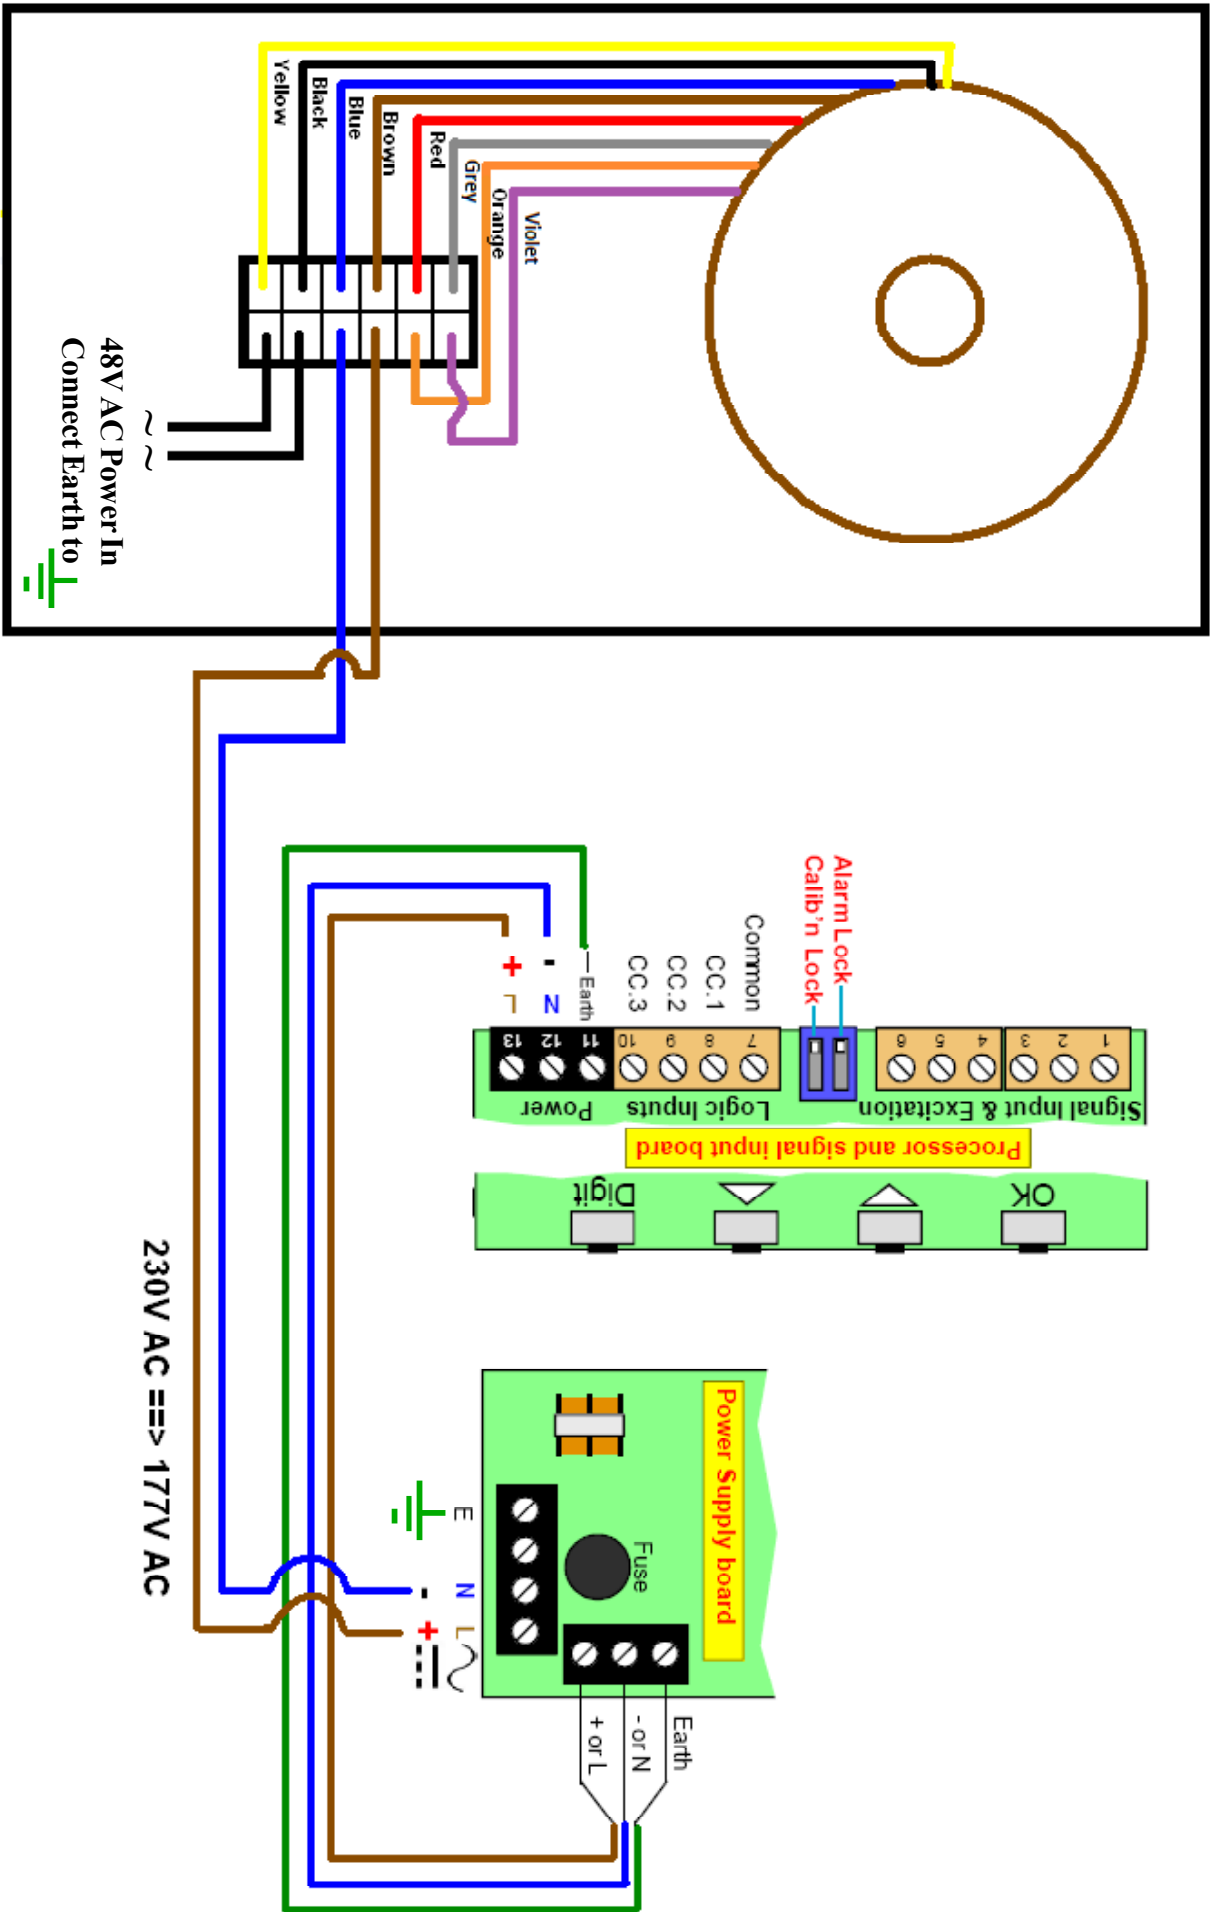 Yellow
Black
Blue
Brown
Red
Grey
Orange
Violet
48V AC Power In
Connect Earth to
~
~
Alarm Lock
Calib'n Lock
Common
CC.1
CC.2
CC.3
Earth
- N
+ L
1 2 3 4 5 6 7 8 9 10 11 12 13
Signal Input & Excitation
Logic Inputs
Power
Processor and signal input board
OK
Digit
230V AC ==> 177V AC
Power Supply board
Fuse
E
N -
L +
Earth
- or N
+ or L